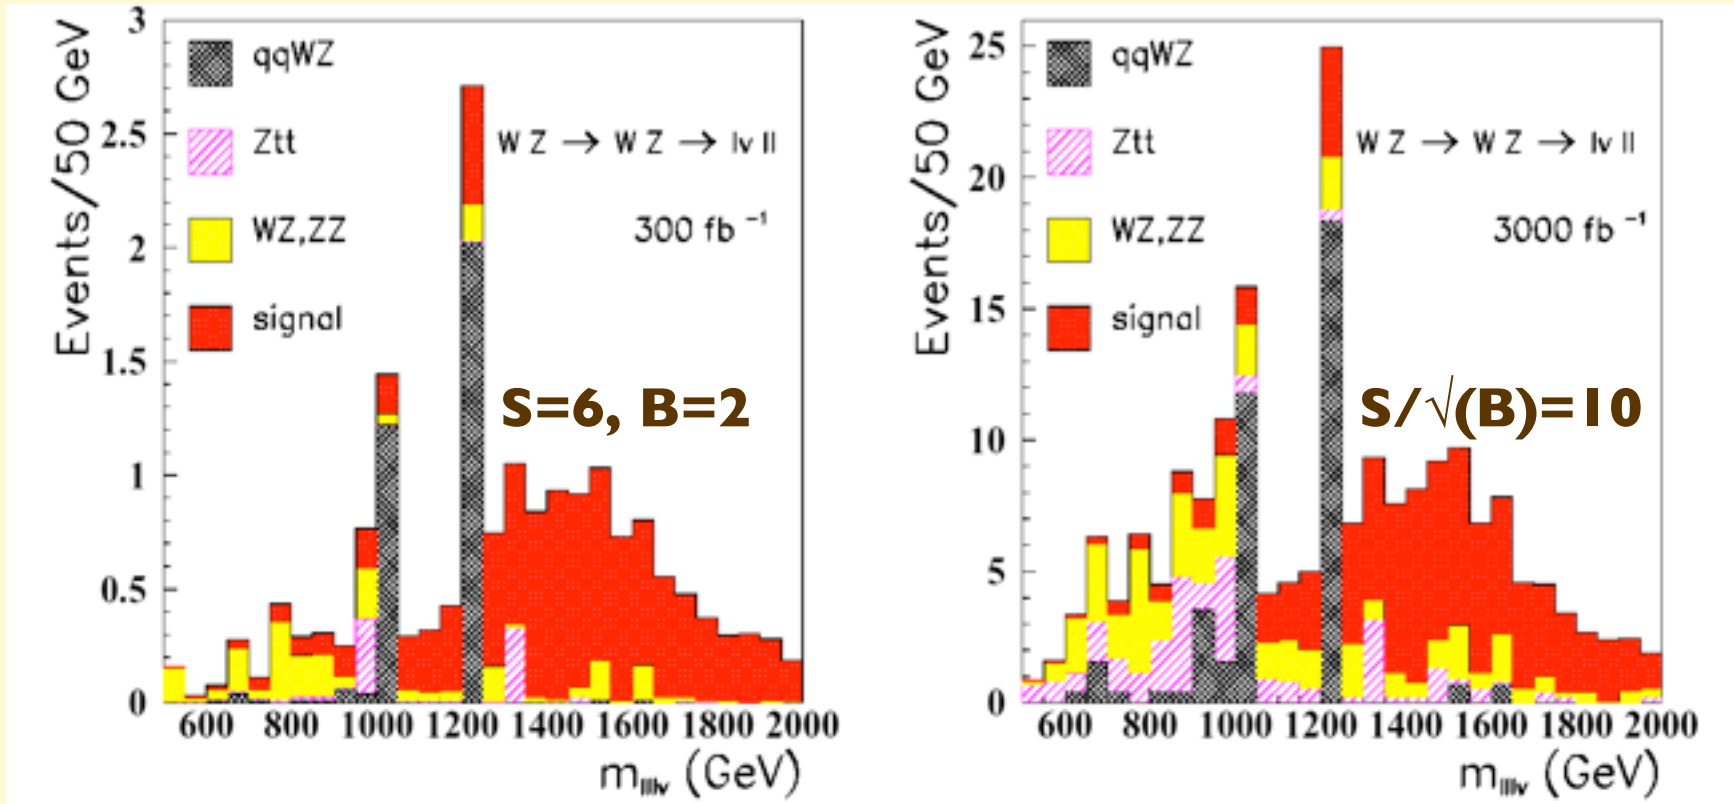 Events/50 GeV
3
2.5
2
1.5
1
0.5
0
qqWZ
Ztt
WZ,ZZ
signal
W Z → W Z → lν ll
300 fb⁻¹
S=6, B=2
600 800 1000 1200 1400 1600 1800 2000
m_lllν (GeV)
Events/50 GeV
25
20
15
10
5
0
qqWZ
Ztt
WZ,ZZ
signal
W Z → W Z → lν ll
3000 fb⁻¹
S/√(B)=10
600 800 1000 1200 1400 1600 1800 2000
m_lllν (GeV)